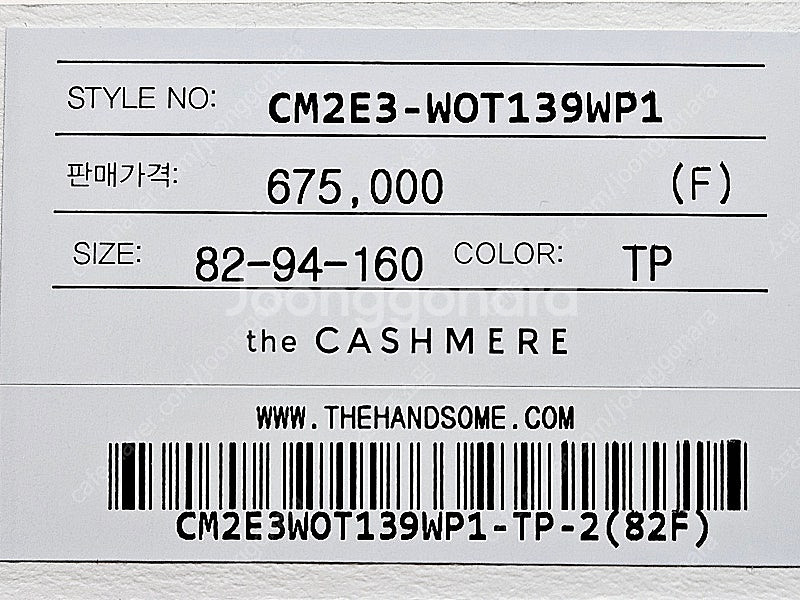 STYLE NO: CM2E3-WOT139WP1
판매가격: 675,000 (F)
SIZE: 82-94-160 COLOR: TP
Joonggonara
the CASHMERE
WWW.THEHANDSOME.COM
CM2E3WOT139WP1-TP-2(82F)